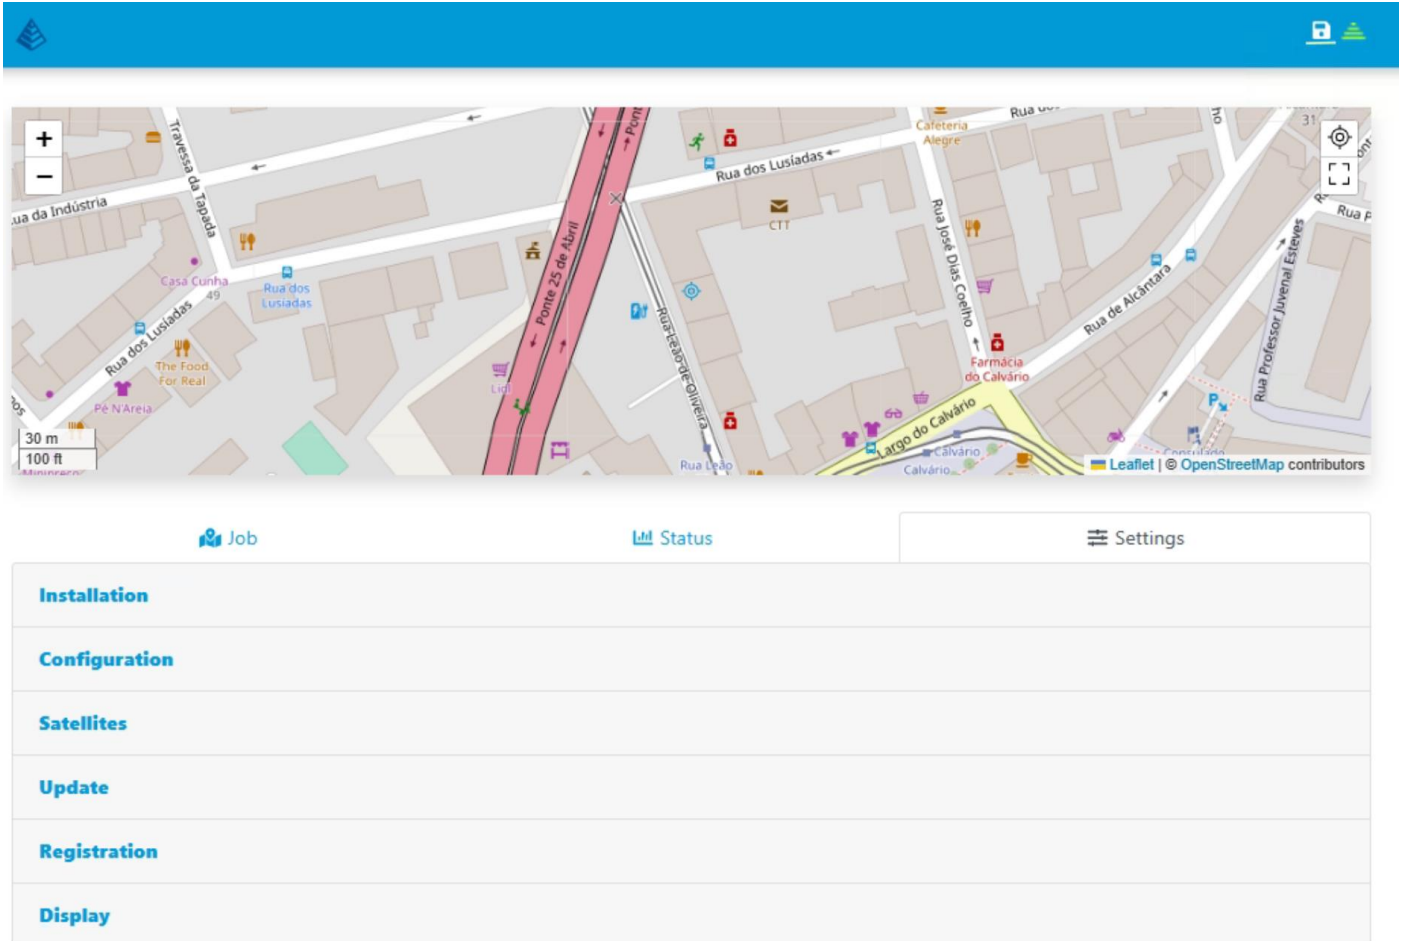 +
−
Travessa da Tapada
Ponte 25 de Abril
Cafeteria
Alegre
31
Rua dos Lusíadas
CTT
Rua José Dias Coelho
Casa Cunha
49
Rua dos
Lusíadas
Rua dos Lusíadas
The Food
For Real
Pé N'Areia
Lidl
Rua Leão de Oliveira
Rua de Alcântara
Rua Professor Juvenal Esteves
Farmácia
do Calvário
Largo do Calvário
P
Calvário
Calvário
Rua Leão
30 m
100 ft
Leaflet | © OpenStreetMap contributors
Job
Status
Settings
Installation
Configuration
Satellites
Update
Registration
Display